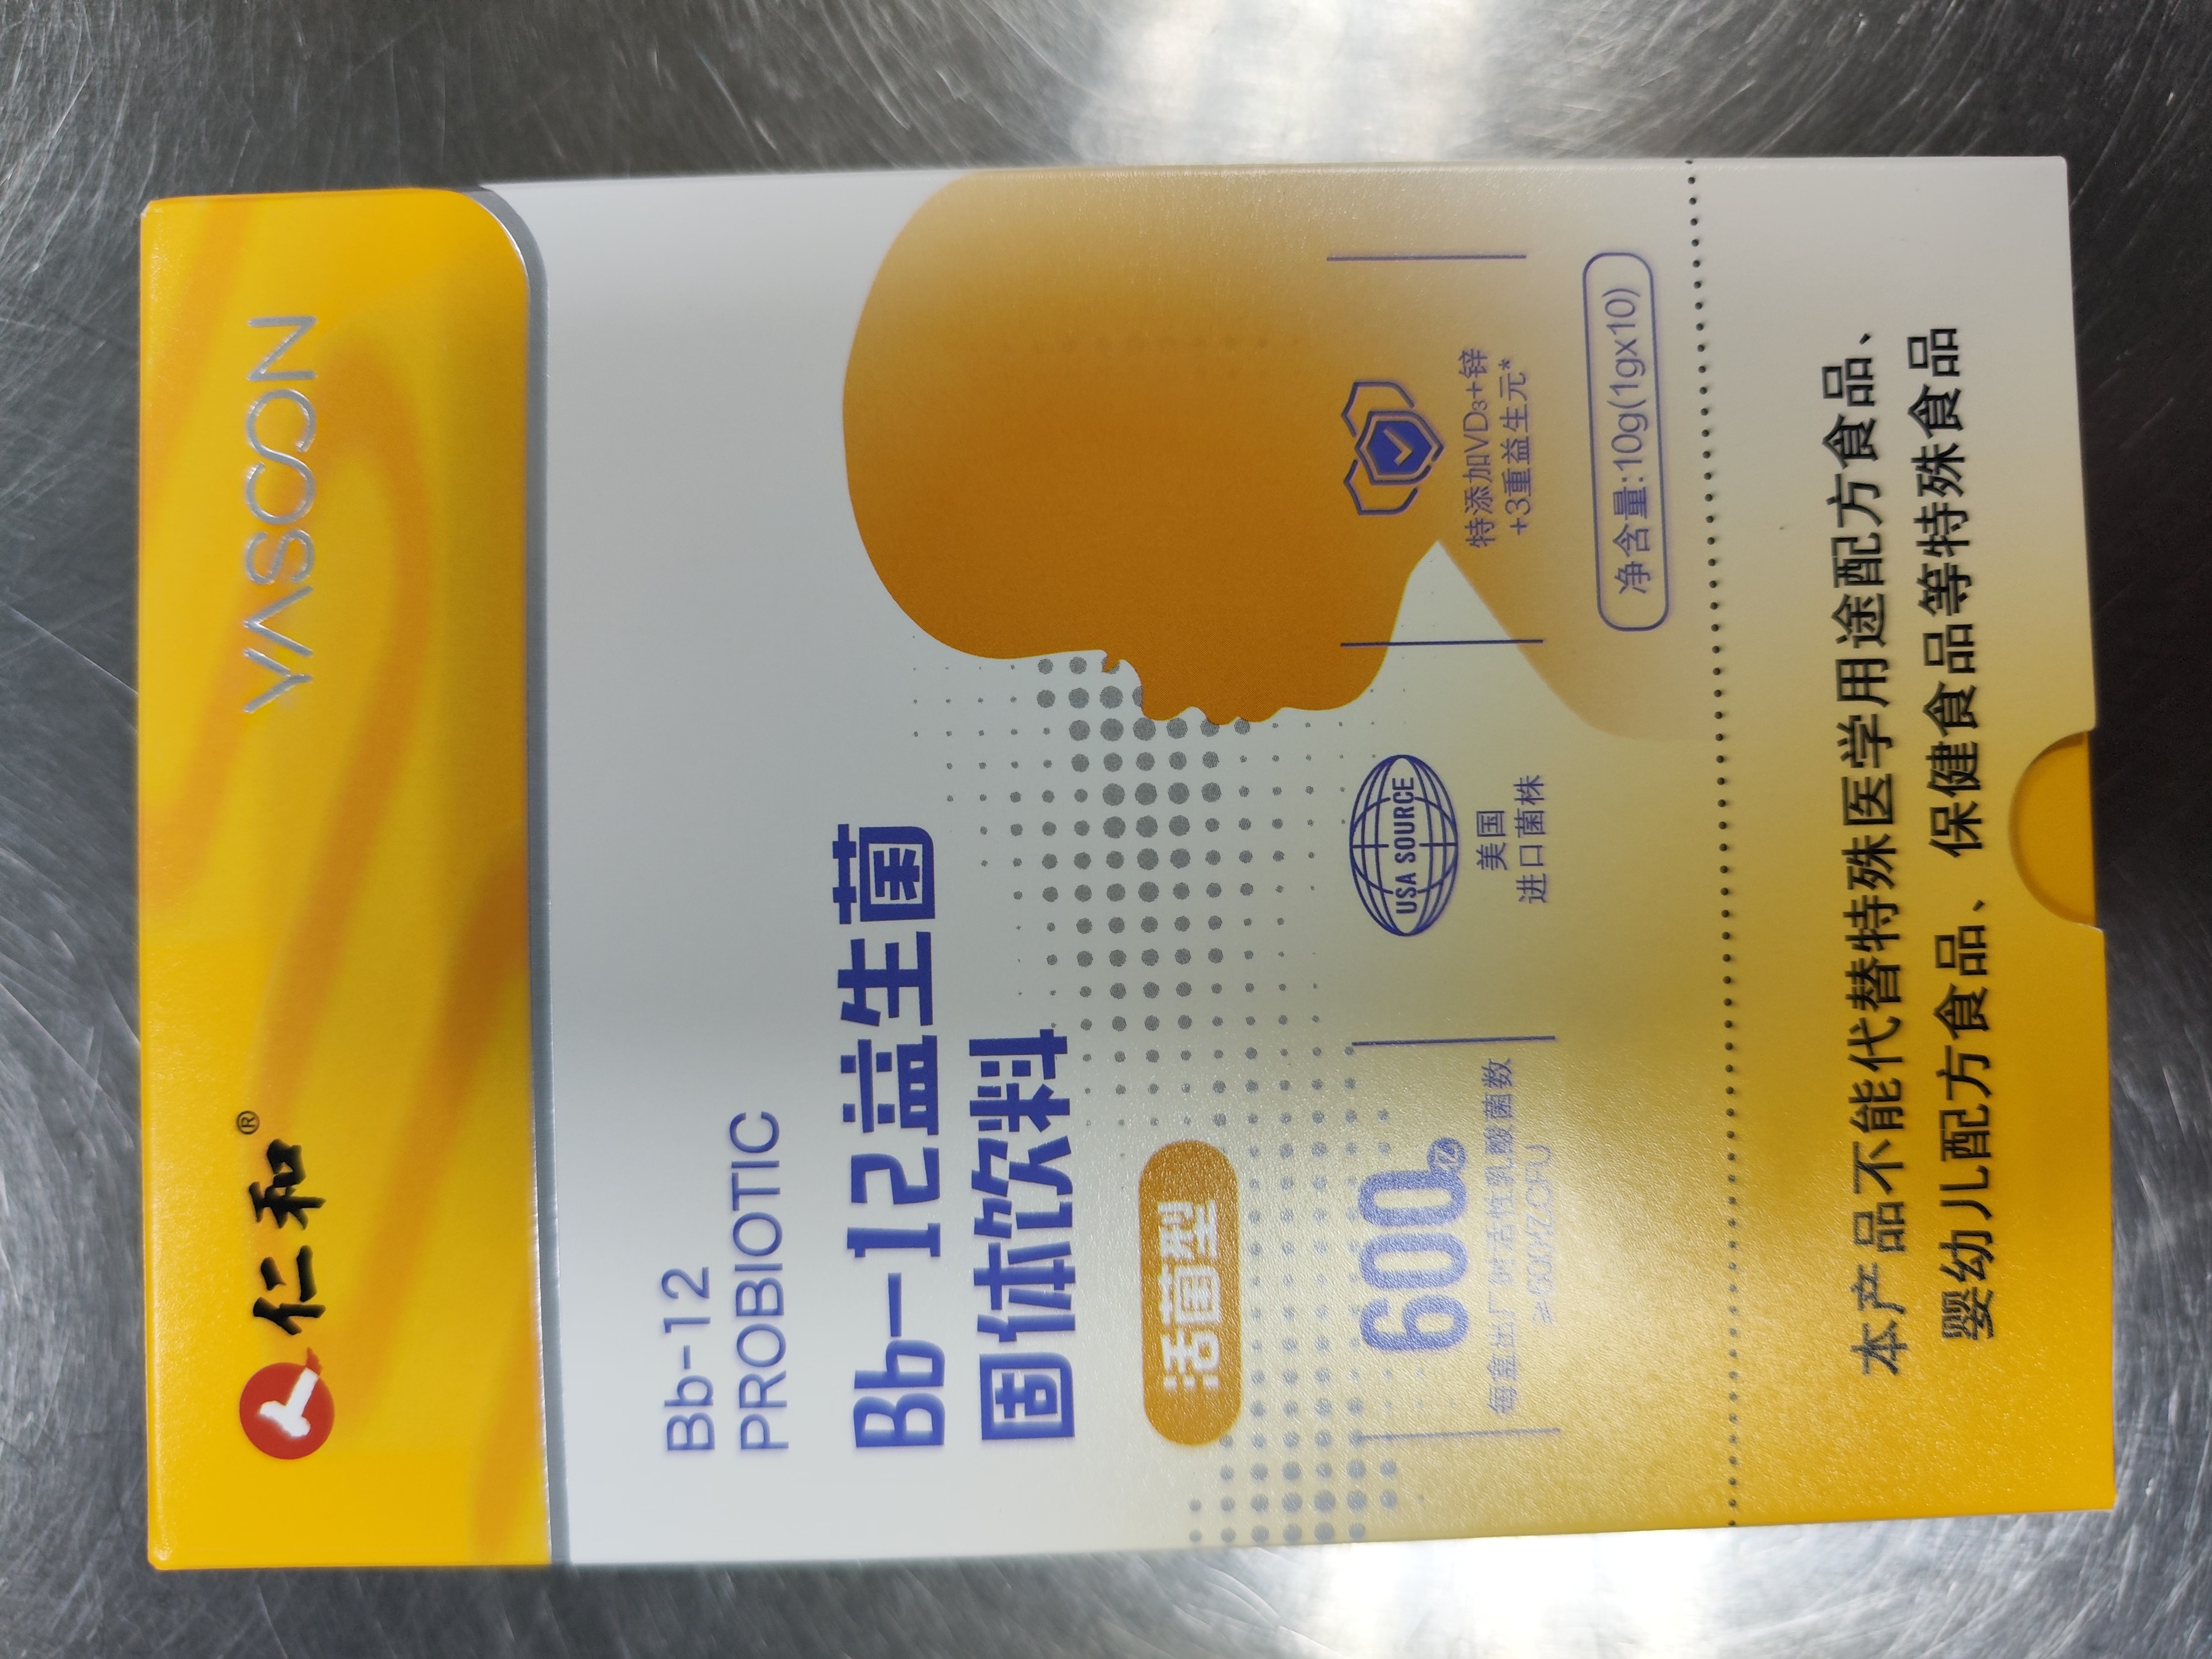 仁和®
YASCON
Bb-12
PROBIOTIC
Bb-12益生菌
固体饮料
活菌型
600亿
每盒出厂时活性乳酸菌数
≥600亿CFU
USA SOURCE
美国
进口菌株
特添加VD₃+锌
+3重益生元*
净含量:10g(1gx10)
本产品不能代替特殊医学用途配方食品、
婴幼儿配方食品、保健食品等特殊食品